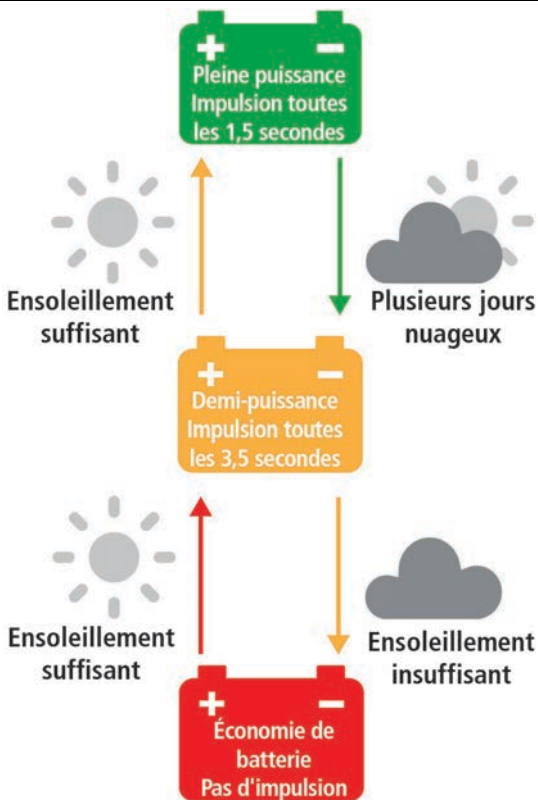 + −
Pleine puissance
Impulsion toutes
les 1,5 secondes
Ensoleillement
suffisant
Plusieurs jours
nuageux
+ −
Demi-puissance
Impulsion toutes
les 3,5 secondes
Ensoleillement
suffisant
Ensoleillement
insuffisant
+ −
Économie de
batterie
Pas d'impulsion